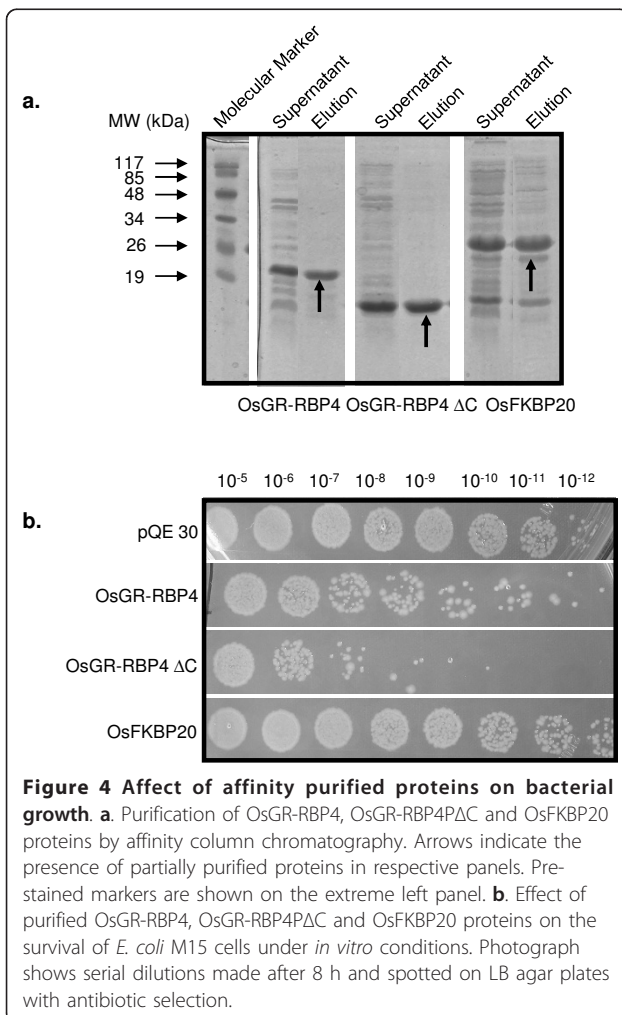 a.
Molecular Marker
Supernatant
Elution
Supernatant
Elution
Supernatant
Elution
MW (kDa)
117
85
48
34
26
19
OsGR-RBP4 OsGR-RBP4 ΔC OsFKBP20
10-5 10-6 10-7 10-8 10-9 10-10 10-11 10-12
b.
pQE 30
OsGR-RBP4
OsGR-RBP4 ΔC
OsFKBP20
Figure 4 Affect of affinity purified proteins on bacterial
growth. a. Purification of OsGR-RBP4, OsGR-RBP4PΔC and OsFKBP20
proteins by affinity column chromatography. Arrows indicate the
presence of partially purified proteins in respective panels. Pre-
stained markers are shown on the extreme left panel. b. Effect of
purified OsGR-RBP4, OsGR-RBP4PΔC and OsFKBP20 proteins on the
survival of E. coli M15 cells under in vitro conditions. Photograph
shows serial dilutions made after 8 h and spotted on LB agar plates
with antibiotic selection.